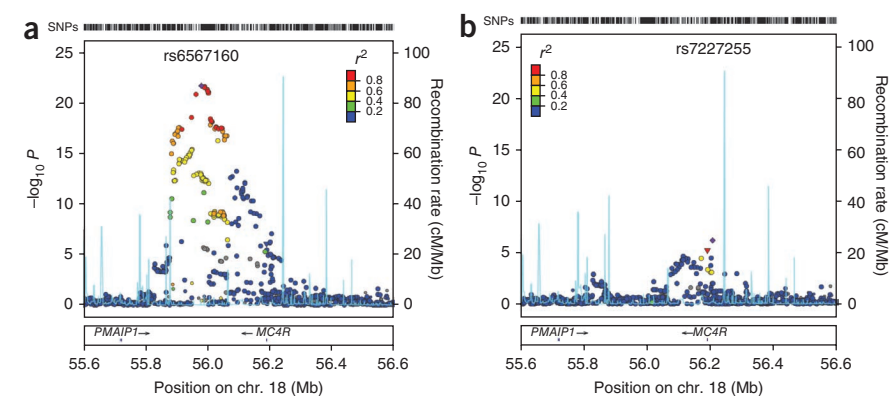 a
SNPs
rs6567160
r²
0.8
0.6
0.4
0.2
25
20
15
10
5
0
–log₁₀ P
100
80
60
40
20
0
Recombination rate (cM/Mb)
PMAIP1→
←MC4R
55.6 55.8 56.0 56.2 56.4 56.6
Position on chr. 18 (Mb)
b
SNPs
rs7227255
r²
0.8
0.6
0.4
0.2
25
20
15
10
5
0
–log₁₀ P
100
80
60
40
20
0
Recombination rate (cM/Mb)
PMAIP1→
←MC4R
55.6 55.8 56.0 56.2 56.4 56.6
Position on chr. 18 (Mb)